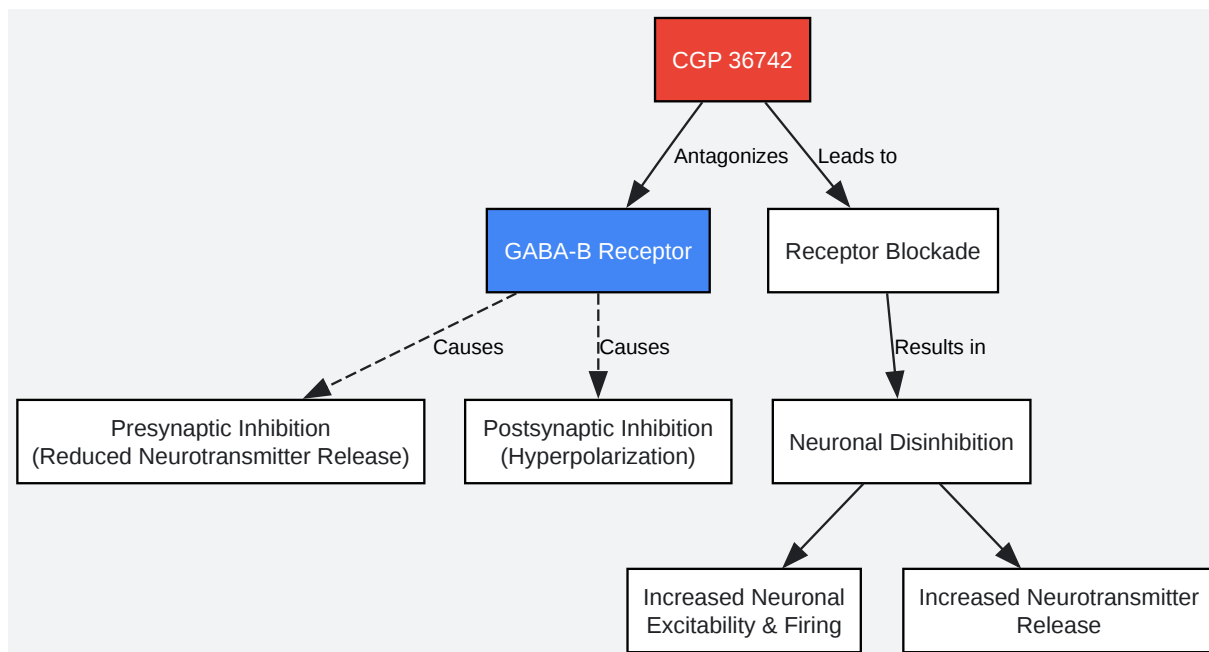 CGP 36742
Antagonizes
Leads to
GABA-B Receptor
Receptor Blockade
Causes
Causes
Results in
Presynaptic Inhibition
(Reduced Neurotransmitter Release)
Postsynaptic Inhibition
(Hyperpolarization)
Neuronal Disinhibition
Increased Neuronal
Excitability & Firing
Increased Neurotransmitter
Release